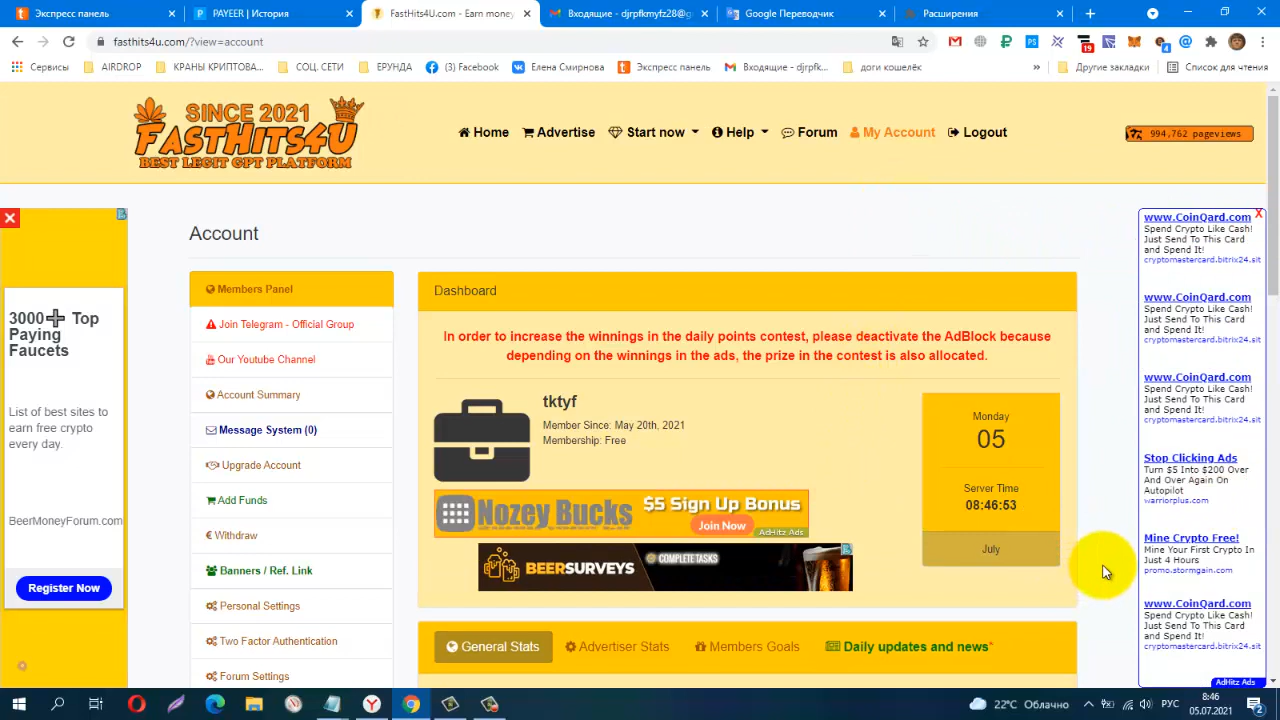 Экспресс панель
PAYEER | История
FastHits4U.com - Earn money
Входящие - djrpfkmyfz28@g
Google Переводчик
Расширения
fasthits4u.com/?view=account
19
4
Сервисы
AIRDROP
КРАНЫ КРИПТОВА...
СОЦ. СЕТИ
ЕРУНДА
(3) Facebook
Елена Смирнова
Экспресс панель
Входящие - djrpfk...
доги кошелёк
»
Другие закладки
Список для чтения
SINCE 2021
FASTHITS4U
BEST LEGIT GPT PLATFORM
Home
Advertise
Start now
Help
Forum
My Account
Logout
994,762 pageviews
Account
Members Panel
Join Telegram - Official Group
Our Youtube Channel
Account Summary
Message System (0)
Upgrade Account
Add Funds
Withdraw
Banners / Ref. Link
Personal Settings
Two Factor Authentication
Forum Settings
Dashboard
In order to increase the winnings in the daily points contest, please deactivate the AdBlock because
depending on the winnings in the ads, the prize in the contest is also allocated.
tktyf
Member Since: May 20th, 2021
Membership: Free
Monday
05
Server Time
08:46:53
July
Nozey Bucks
$5 Sign Up Bonus
Join Now
AdHitz Ads
BEERSURVEYS
COMPLETE TASKS
General Stats
Advertiser Stats
Members Goals
Daily updates and news*
3000+ Top
Paying
Faucets
List of best sites to
earn free crypto
every day.
BeerMoneyForum.com
Register Now
X
www.CoinQard.com
Spend Crypto Like Cash!
Just Send To This Card
and Spend It!
cryptomastercard.bitrix24.sit
www.CoinQard.com
Spend Crypto Like Cash!
Just Send To This Card
and Spend It!
cryptomastercard.bitrix24.sit
www.CoinQard.com
Spend Crypto Like Cash!
Just Send To This Card
and Spend It!
cryptomastercard.bitrix24.sit
Stop Clicking Ads
Turn $5 Into $200 Over
And Over Again On
Autopilot
warriorplus.com
Mine Crypto Free!
Mine Your First Crypto In
Just 4 Hours
promo.stormgain.com
www.CoinQard.com
Spend Crypto Like Cash!
Just Send To This Card
and Spend It!
cryptomastercard.bitrix24.sit
AdHitz Ads
22°C Облачно
РУС
8:46
05.07.2021
2